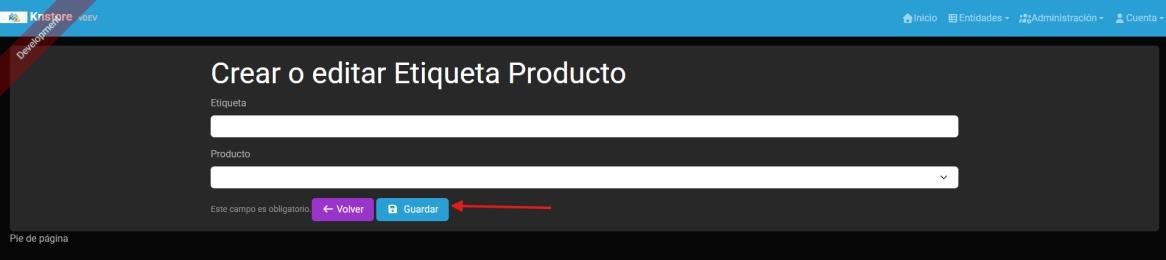 Knstore vDEV
Inicio Entidades Administración Cuenta
Development
Crear o editar Etiqueta Producto
Etiqueta
Producto
Este campo es obligatorio. Volver Guardar
Pie de página